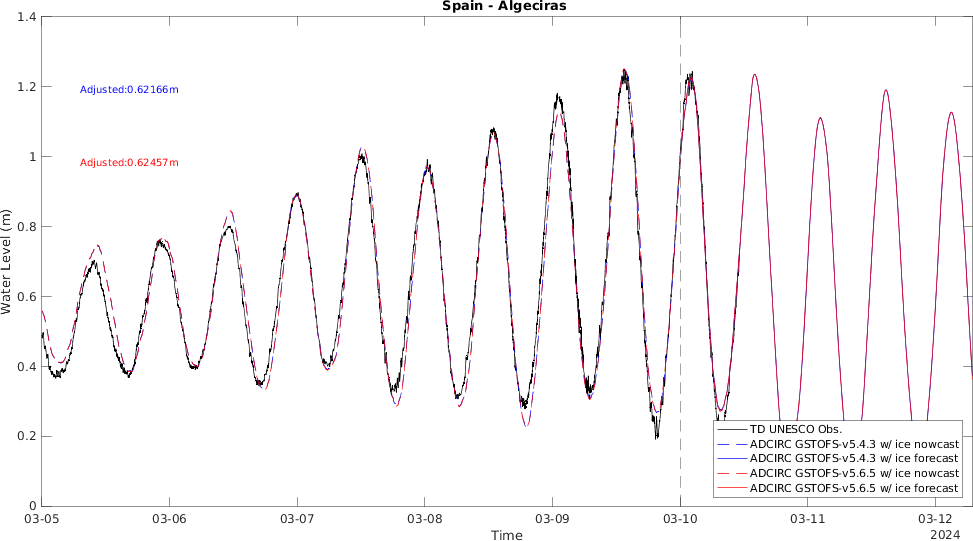 Spain - Algeciras
1.4
1.2
1
0.8
0.6
0.4
0.2
0
Water Level (m)
Adjusted:0.62166m
Adjusted:0.62457m
TD UNESCO Obs.
ADCIRC GSTOFS-v5.4.3 w/ ice nowcast
ADCIRC GSTOFS-v5.4.3 w/ ice forecast
ADCIRC GSTOFS-v5.6.5 w/ ice nowcast
ADCIRC GSTOFS-v5.6.5 w/ ice forecast
03-05 03-06 03-07 03-08 03-09 03-10 03-11 03-12
Time
2024